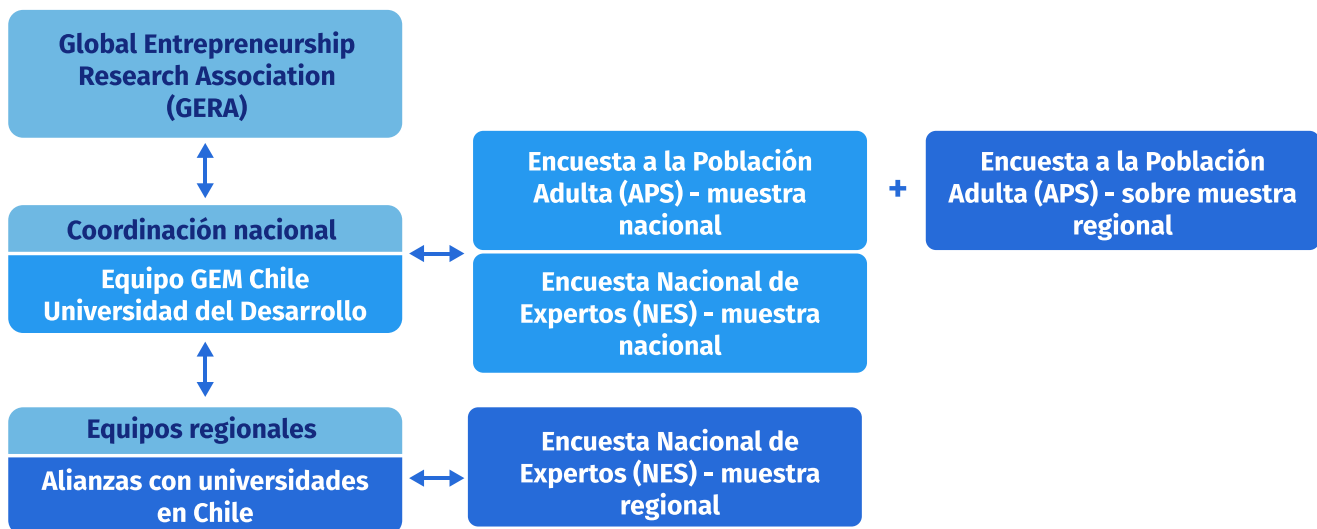 Global Entrepreneurship
Research Association
(GERA)
Coordinación nacional
Equipo GEM Chile
Universidad del Desarrollo
Encuesta a la Población
Adulta (APS) - muestra
nacional
Encuesta Nacional de
Expertos (NES) - muestra
nacional
+
Encuesta a la Población
Adulta (APS) - sobre muestra
regional
Equipos regionales
Alianzas con universidades
en Chile
Encuesta Nacional de
Expertos (NES) - muestra
regional